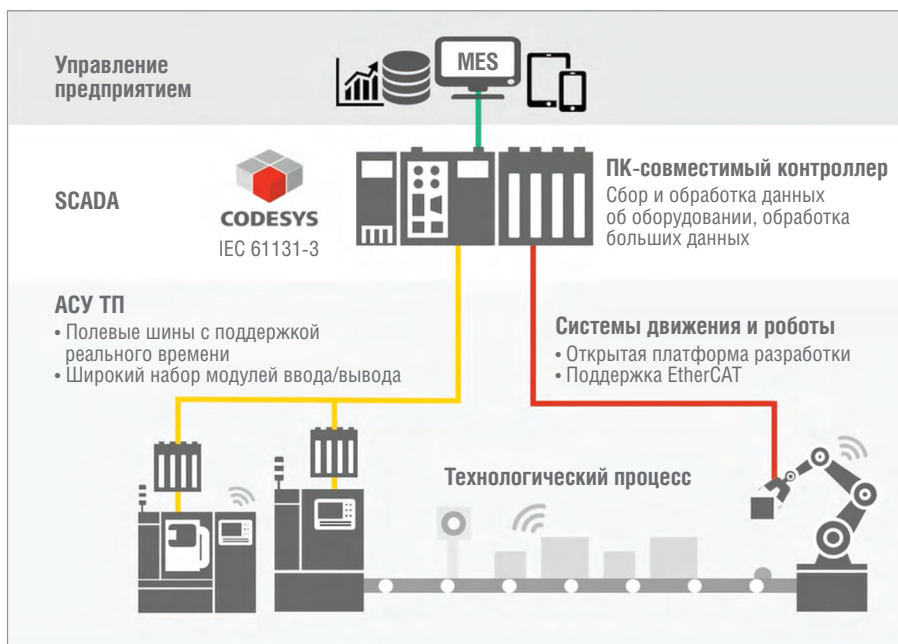 Управление
предприятием
MES
SCADA
CODESYS
IEC 61131-3
ПК-совместимый контроллер
Сбор и обработка данных
об оборудовании, обработка
больших данных
АСУ ТП
• Полевые шины с поддержкой
реального времени
• Широкий набор модулей ввода/вывода
Системы движения и роботы
• Открытая платформа разработки
• Поддержка EtherCAT
Технологический процесс